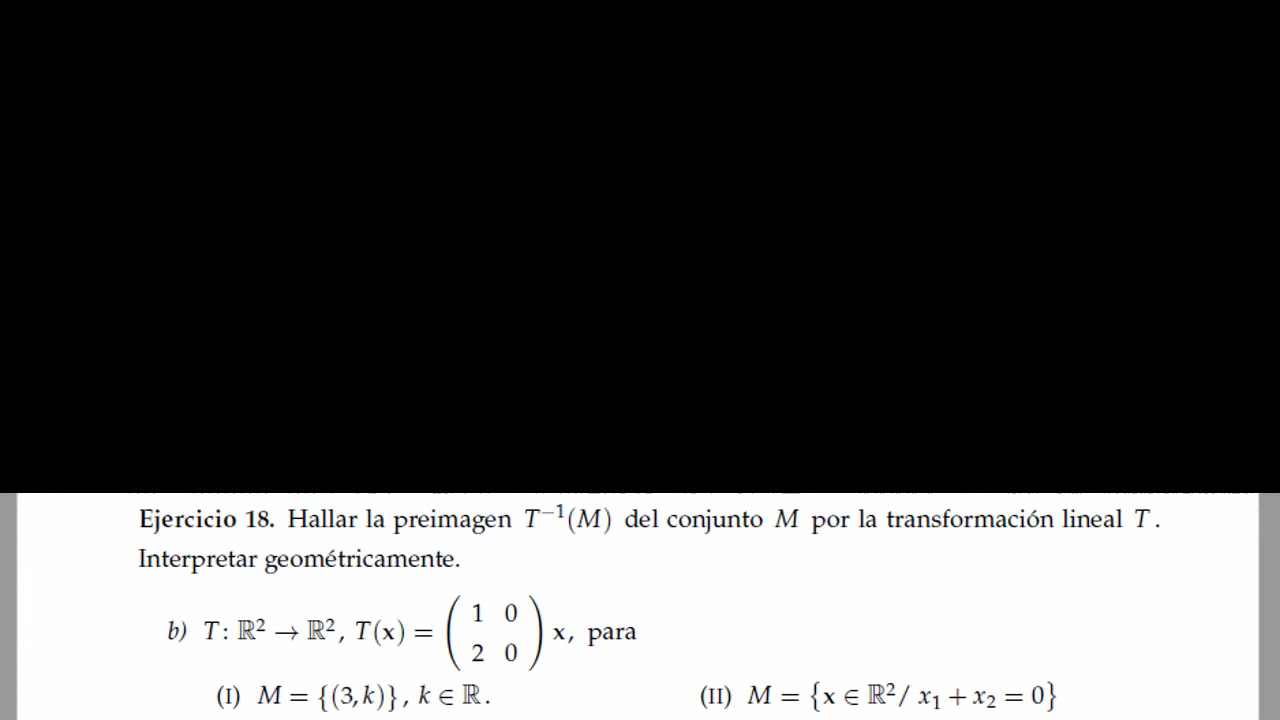 Ejercicio 18. Hallar la preimagen T⁻¹(M) del conjunto M por la transformación lineal T.
Interpretar geométricamente.
b) T: ℝ² → ℝ², T(x) = ( 1 0 ; 2 0 ) x, para
(I) M = {(3, k)}, k ∈ ℝ. (II) M = {x ∈ ℝ² / x₁ + x₂ = 0}